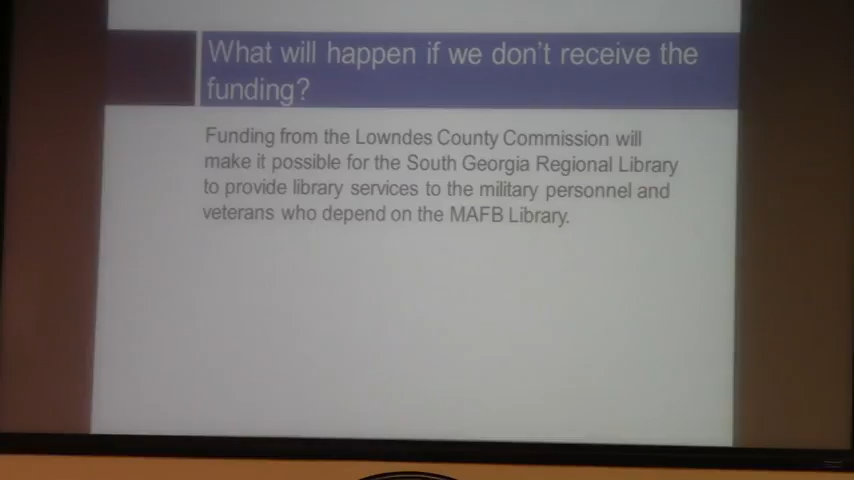 What will happen if we don't receive the
funding?
Funding from the Lowndes County Commission will
make it possible for the South Georgia Regional Library
to provide library services to the military personnel and
veterans who depend on the MAFB Library.